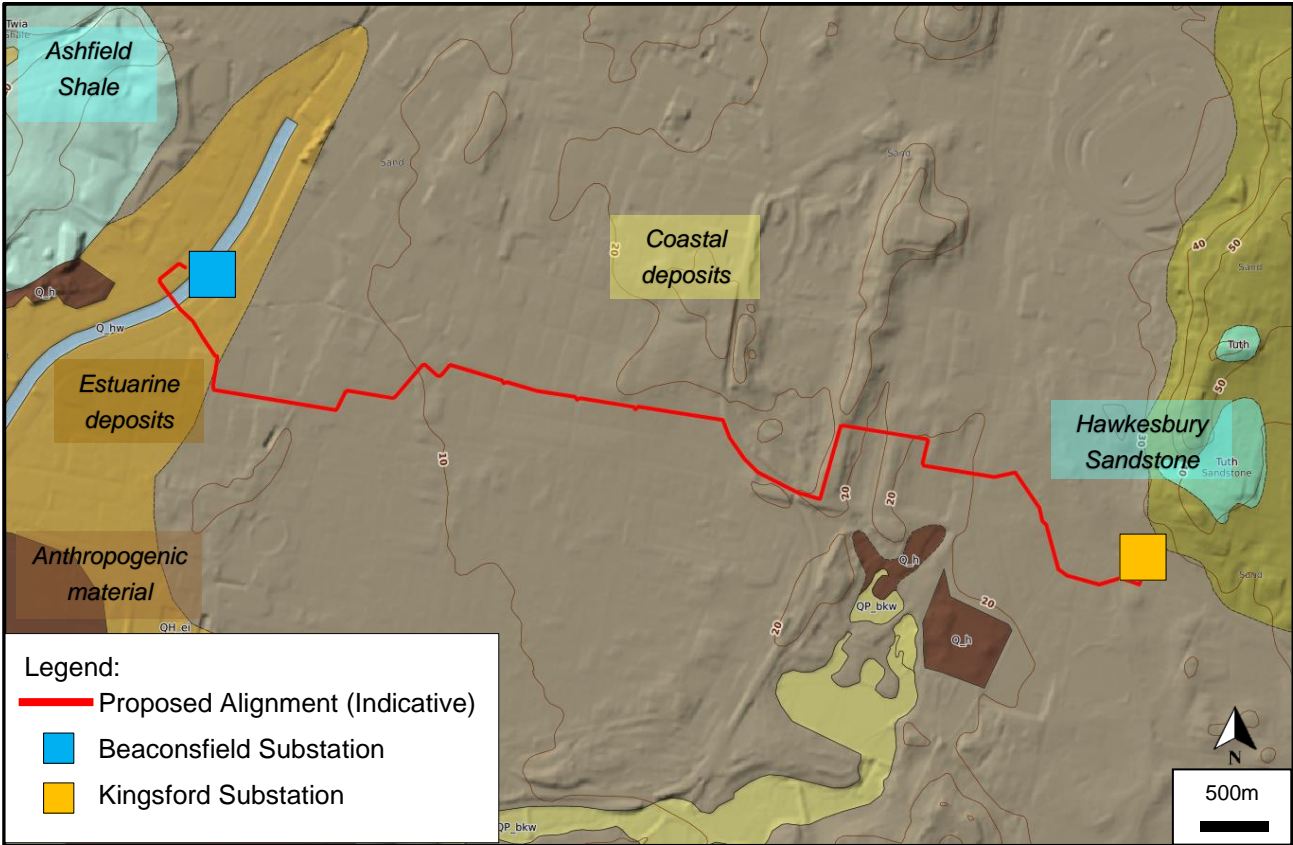 Twia
Shale
Ashfield
Shale
Sand
Sand
20
Coastal
deposits
40
50
Sand
Q_h
Q_hw
Tuth
50
Estuarine
deposits
30
Hawkesbury
Sandstone
Tuth
Sandstone
10
20
20
Anthropogenic
material
Q_h
Sand
QP_bkw
20
20
Q_h
QH_ei
Legend:
Proposed Alignment (Indicative)
Beaconsfield Substation
Kingsford Substation
QP_bkw
N
500m